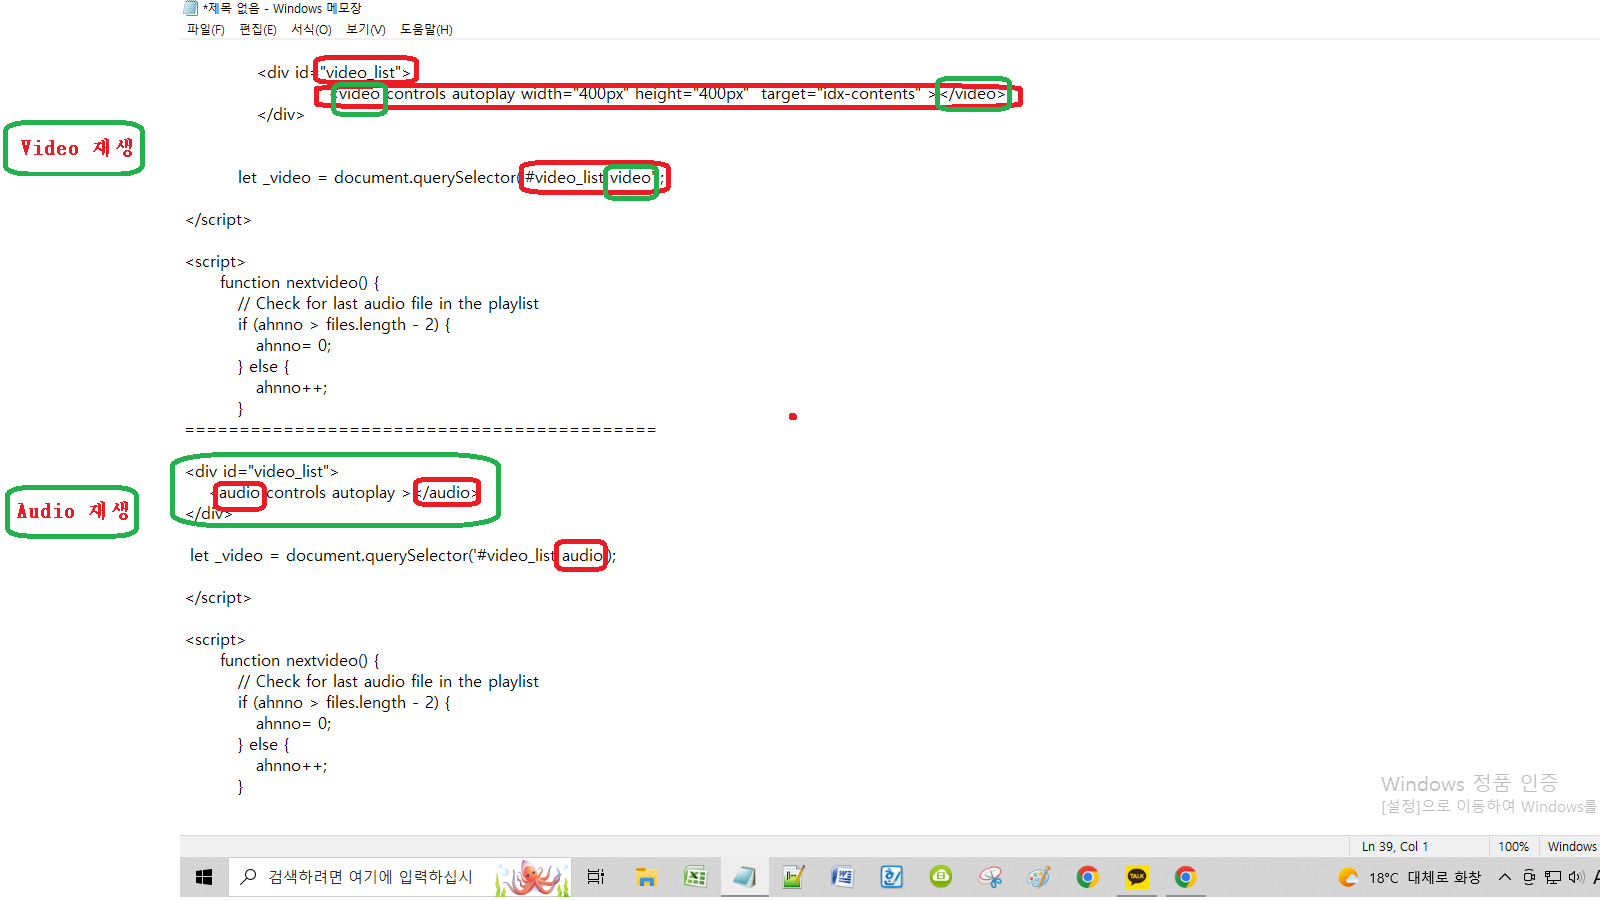 *제목 없음 - Windows 메모장
파일(F) 편집(E) 서식(O) 보기(V) 도움말(H)
<div id="video_list">
<video controls autoplay width="400px" height="400px" target="idx-contents" ></video>
</div>
Video 재생
let _video = document.querySelector('#video_list video');
</script>
<script>
function nextvideo() {
// Check for last audio file in the playlist
if (ahnno > files.length - 2) {
ahnno= 0;
} else {
ahnno++;
}
===========================================
<div id="video_list">
<audio controls autoplay ></audio>
</div>
Audio 재생
let _video = document.querySelector('#video_list audio');
</script>
<script>
function nextvideo() {
// Check for last audio file in the playlist
if (ahnno > files.length - 2) {
ahnno= 0;
} else {
ahnno++;
}
Windows 정품 인증
[설정]으로 이동하여 Windows를
Ln 39, Col 1 100% Windows
검색하려면 여기에 입력하십시
TALK
18°C 대체로 화창